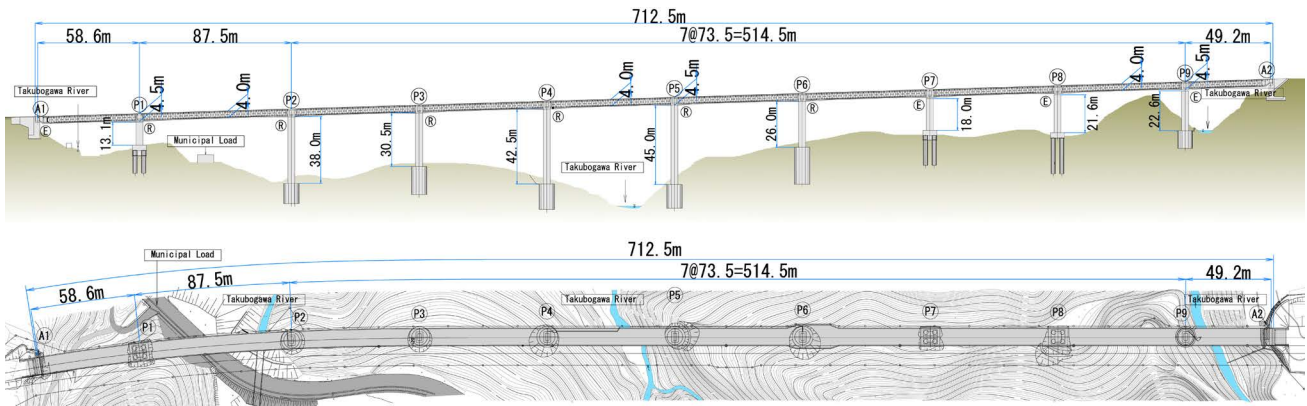 712.5m
58.6m
87.5m
7@73.5=514.5m
49.2m
Takubogawa River
A1
E
P1
4.5m
R
13.1m
4.0m
Municipal Load
P2
R
38.0m
P3
R
30.5m
P4
R
42.5m
4.0m
Takubogawa River
P5
4.5m
R
45.0m
P6
R
26.0m
P7
E
18.0m
P8
E
21.6m
4.0m
P9
4.5m
E
22.6m
A2
Takubogawa River
712.5m
Municipal Load
58.6m
87.5m
7@73.5=514.5m
49.2m
Takubogawa River
Takubogawa River
Takubogawa River
A1
P1
P2
P3
P4
P5
P6
P7
P8
P9
A2